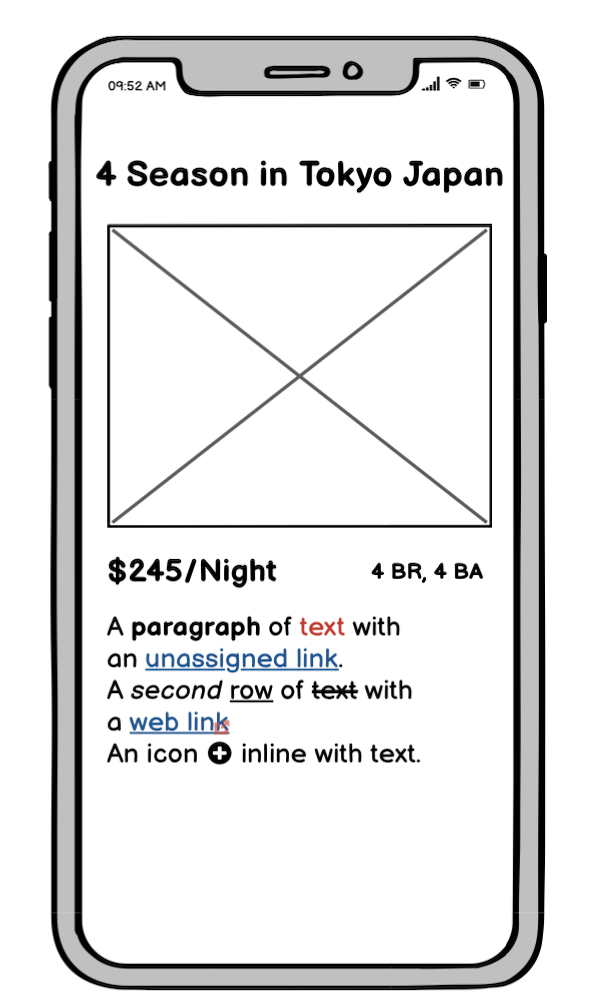 09:52 AM
4 Season in Tokyo Japan
$245/Night 4 BR, 4 BA
A paragraph of text with
an unassigned link.
A second row of text with
a web link
An icon inline with text.